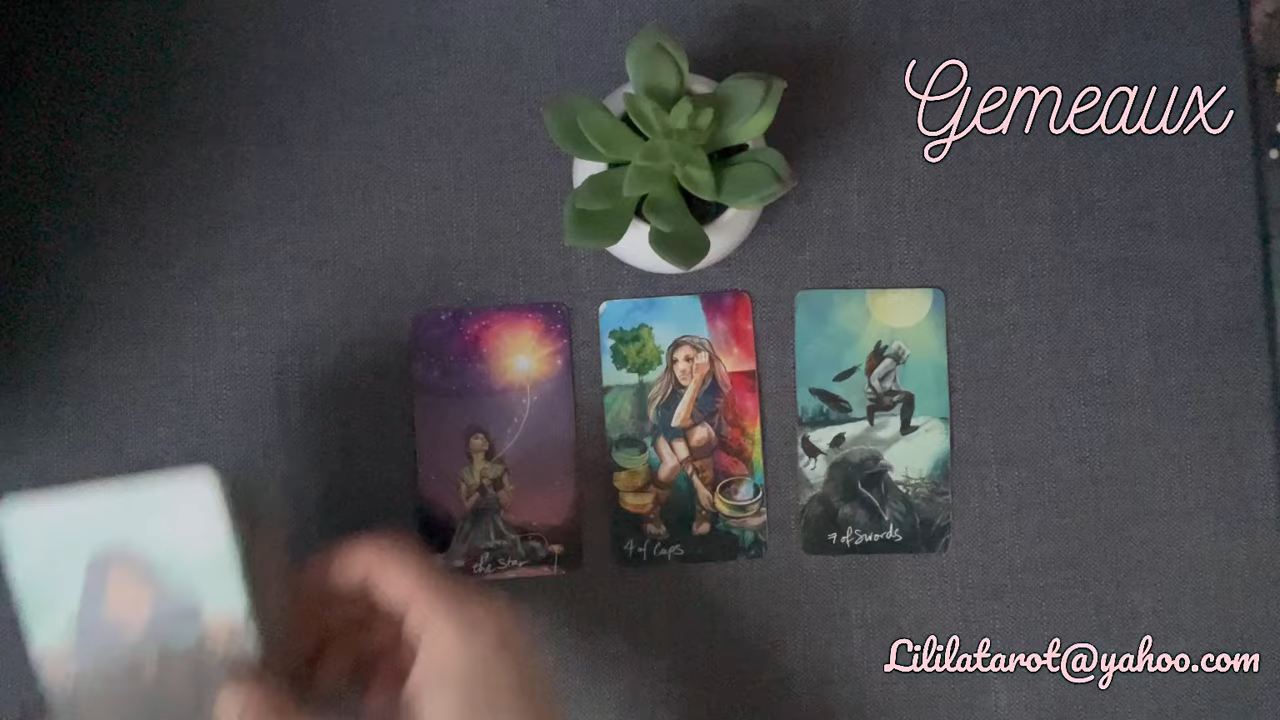 Gemeaux
the Star
4 of Cups
7 of Swords
Lililatarot@yahoo.com